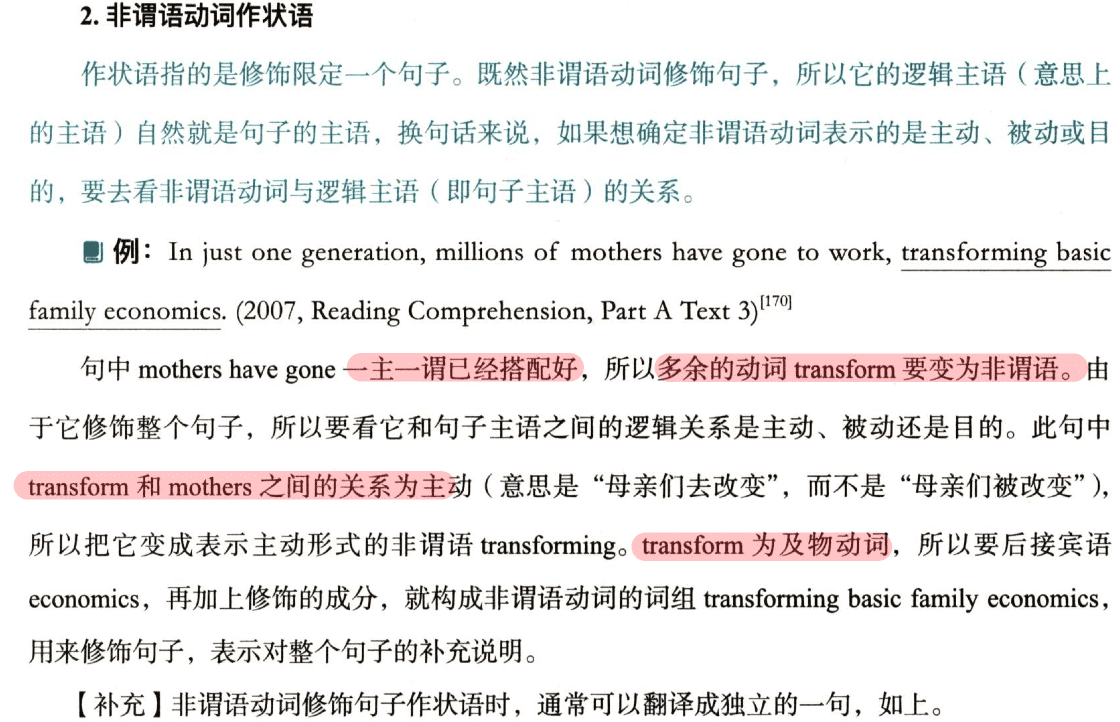 2. 非谓语动词作状语
作状语指的是修饰限定一个句子。既然非谓语动词修饰句子，所以它的逻辑主语（意思上
的主语）自然就是句子的主语，换句话来说，如果想确定非谓语动词表示的是主动、被动或目
的，要去看非谓语动词与逻辑主语（即句子主语）的关系。
例：In just one generation, millions of mothers have gone to work, transforming basic
family economics. (2007, Reading Comprehension, Part A Text 3)[170]
句中 mothers have gone 一主一谓已经搭配好，所以多余的动词 transform 要变为非谓语。由
于它修饰整个句子，所以要看它和句子主语之间的逻辑关系是主动、被动还是目的。此句中
transform 和 mothers 之间的关系为主动（意思是“母亲们去改变”，而不是“母亲们被改变”），
所以把它变成表示主动形式的非谓语 transforming。transform 为及物动词，所以要后接宾语
economics，再加上修饰的成分，就构成非谓语动词的词组 transforming basic family economics，
用来修饰句子，表示对整个句子的补充说明。
【补充】非谓语动词修饰句子作状语时，通常可以翻译成独立的一句，如上。